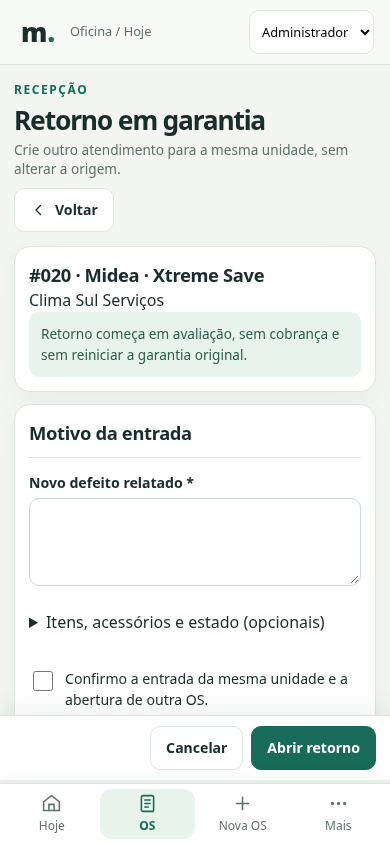 m.
Oficina / Hoje
Administrador
RECEPÇÃO
Retorno em garantia
Crie outro atendimento para a mesma unidade, sem
alterar a origem.
Voltar
#020 · Midea · Xtreme Save
Clima Sul Serviços
Retorno começa em avaliação, sem cobrança e
sem reiniciar a garantia original.
Motivo da entrada
Novo defeito relatado *
Itens, acessórios e estado (opcionais)
Confirmo a entrada da mesma unidade e a
abertura de outra OS.
Cancelar
Abrir retorno
Hoje
OS
Nova OS
Mais